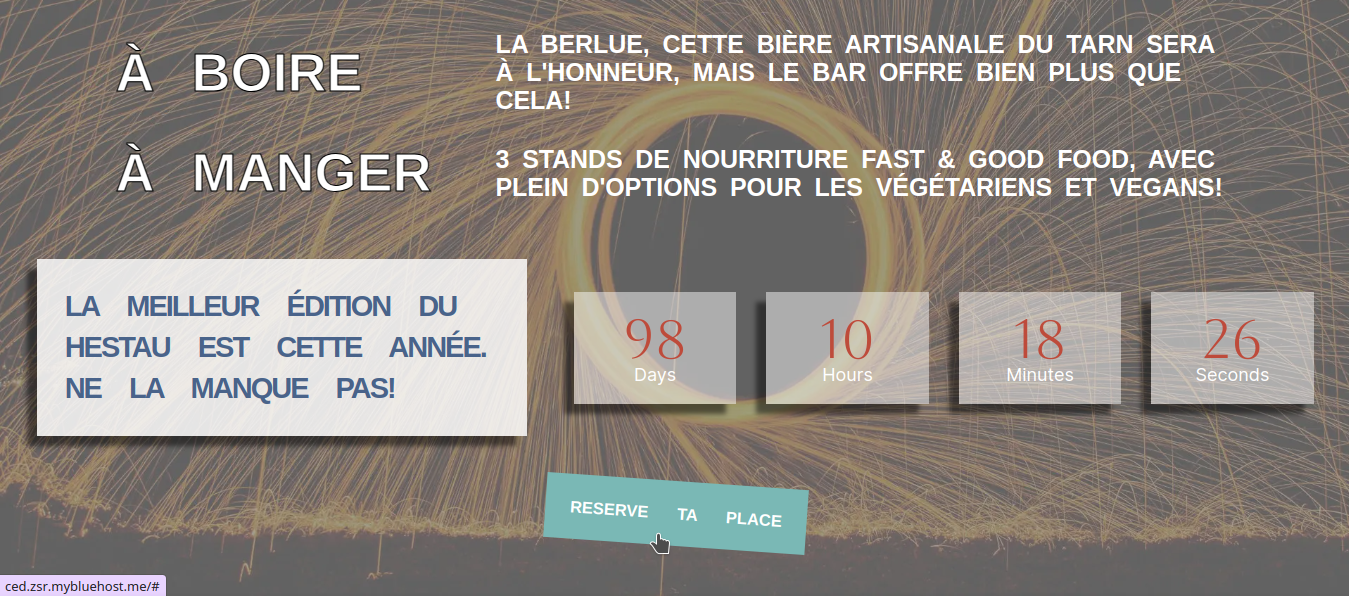 À BOIRE
LA BERLUE, CETTE BIÈRE ARTISANALE DU TARN SERA
À L'HONNEUR, MAIS LE BAR OFFRE BIEN PLUS QUE
CELA!
À MANGER
3 STANDS DE NOURRITURE FAST & GOOD FOOD, AVEC
PLEIN D'OPTIONS POUR LES VÉGÉTARIENS ET VEGANS!
LA MEILLEUR ÉDITION DU
HESTAU EST CETTE ANNÉE.
NE LA MANQUE PAS!
98
Days
10
Hours
18
Minutes
26
Seconds
RESERVE TA PLACE
ced.zsr.mybluehost.me/#